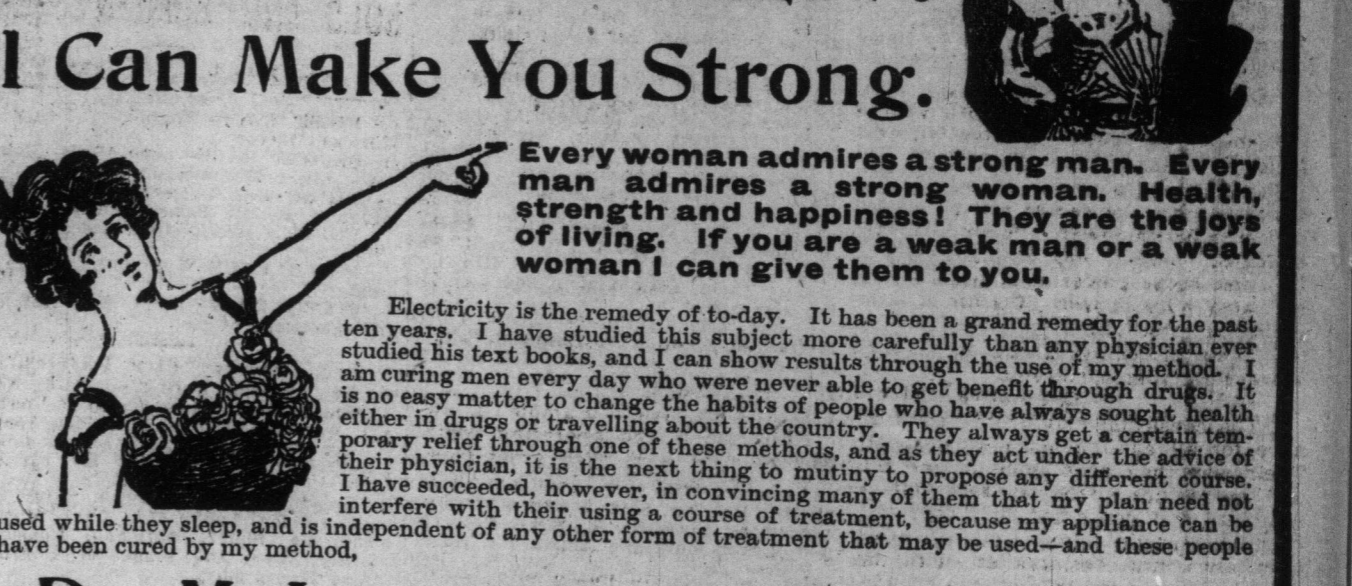 I Can Make You Strong.
Every woman admires a strong man. Every
man admires a strong woman. Health,
strength and happiness! They are the joys
of living. If you are a weak man or a weak
woman I can give them to you.
Electricity is the remedy of to-day. It has been a grand remedy for the past
ten years. I have studied this subject more carefully than any physician ever
studied his text books, and I can show results through the use of my method. I
am curing men every day who were never able to get benefit through drugs. It
is no easy matter to change the habits of people who have always sought health
either in drugs or travelling about the country. They always get a certain tem-
porary relief through one of these methods, and as they act under the advice of
their physician, it is the next thing to mutiny to propose any different course.
I have succeeded, however, in convincing many of them that my plan need not
interfere with their using a course of treatment, because my appliance can be
used while they sleep, and is independent of any other form of treatment that may be used—and these people
have been cured by my method,